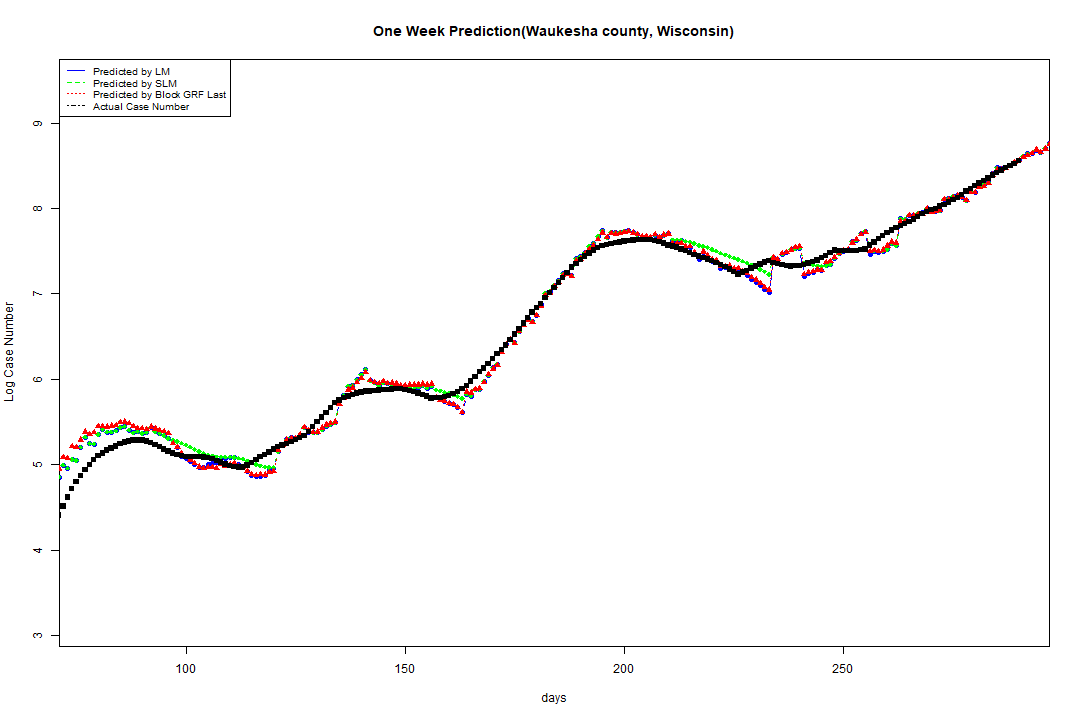 One Week Prediction(Waukesha county, Wisconsin)
Predicted by LM
Predicted by SLM
Predicted by Block GRF Last
Actual Case Number
9
8
7
6
5
4
3
Log Case Number
100 150 200 250
days